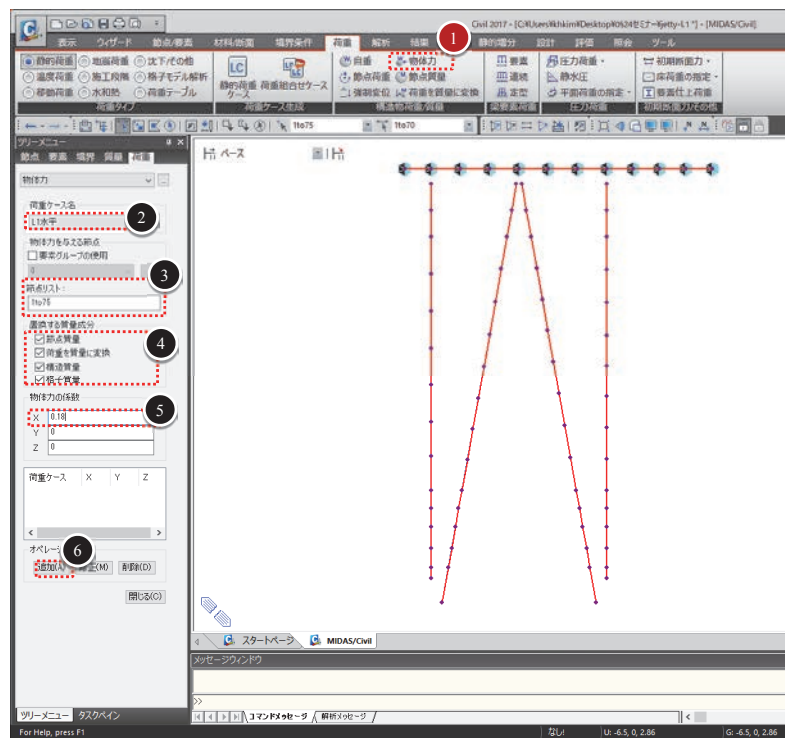 Civil 2017 - [C:¥Users¥khkim¥Desktop¥0524セミナー¥jetty-L1 *] - [MIDAS/Civil]
表示 ウィザード 節点/要素 材料/断面 境界条件 荷重 解析 結果 静的増分 設計 評価 照会 ツール
1
静的荷重 地震荷重 沈下/その他
温度荷重 施工段階 格子モデル解析
移動荷重 水和熱 荷重テーブル
荷重タイプ
LC
静的荷重ケース
荷重組合せケース
荷重ケース生成
自重 物体力
節点荷重 節点質量
強制変位 荷重を質量に変換
構造物荷重/質量
要素
連続
定型
梁要素荷重
圧力荷重
静水圧
平面荷重の指定
圧力荷重
初期断面力
床荷重の指定
要素仕上荷重
初期断面力/その他
1to75
1to70
ツリーメニュー
節点 要素 境界 質量 荷重
ベース
物体力
荷重ケース名
L1水平
2
物体力を与える節点
要素グループの使用
0
3
節点リスト:
1to75
置換する質量成分
節点質量
荷重を質量に変換
4
構造質量
格子質量
物体力の係数
5
X 0.18
Y 0
Z 0
荷重ケース X Y Z
6
追加(A) (M) 削除(D)
閉じる(C)
スタートページ MIDAS/Civil
メッセージウィンドウ
>>
コマンドメッセージ 解析メッセージ
ツリーメニュー タスクペイン
For Help, press F1
なし!
U: -6.5, 0, 2.86
G: -6.5, 0, 2.86